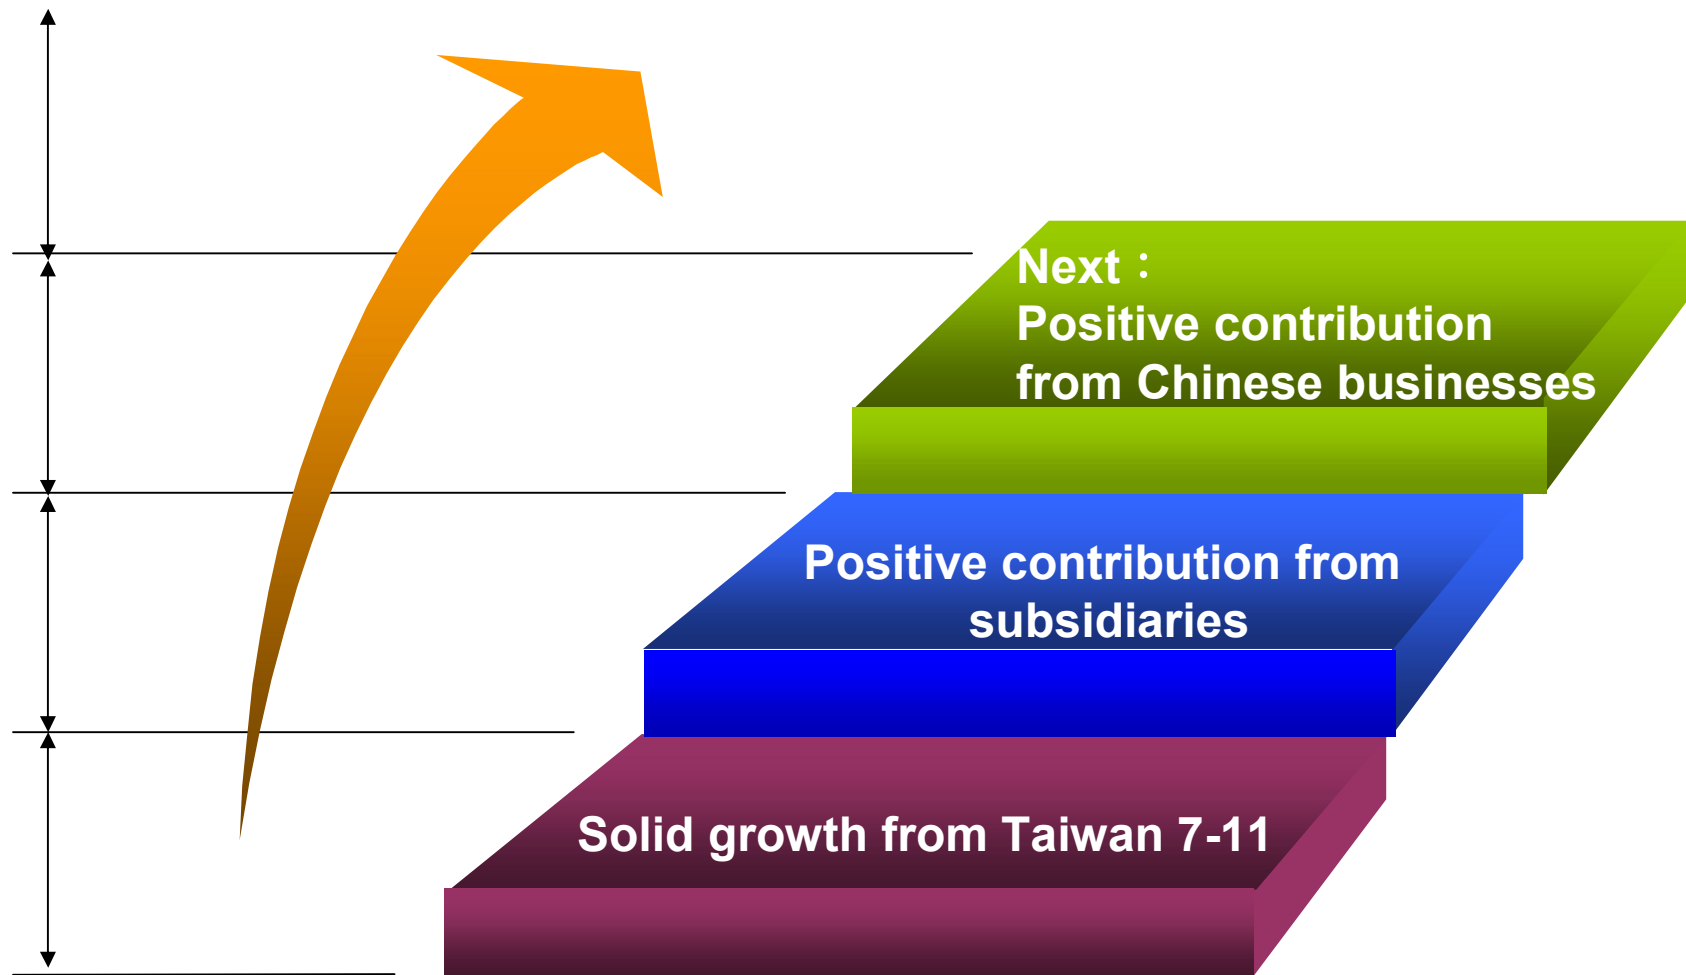 Next：
Positive contribution
from Chinese businesses
Positive contribution from
subsidiaries
Solid growth from Taiwan 7-11